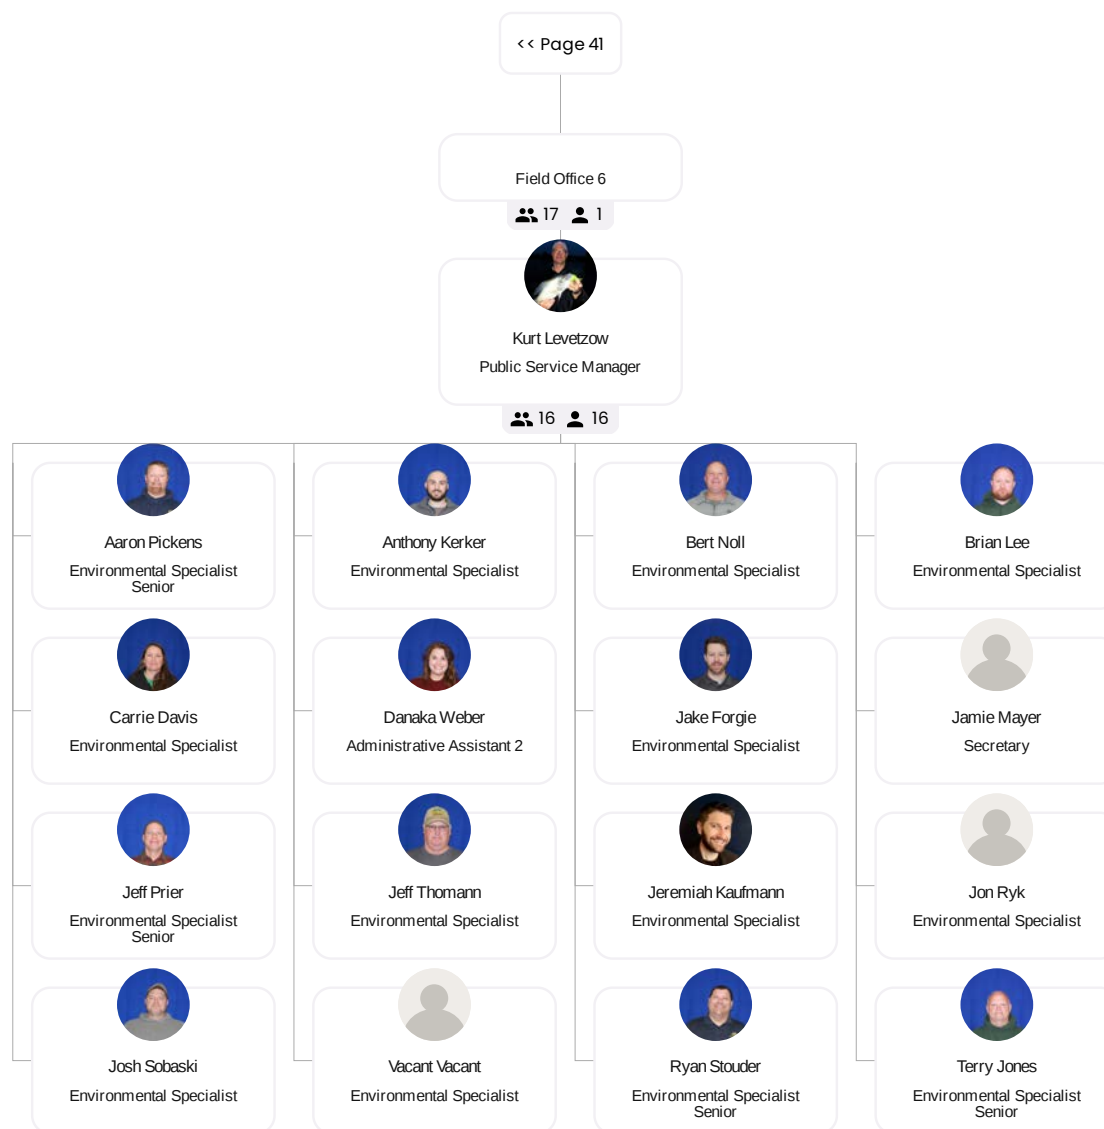 << Page 41
Field Office 6
17 1
Kurt Levetzow
Public Service Manager
16 16
Aaron Pickens
Environmental Specialist
Senior
Anthony Kerker
Environmental Specialist
Bert Noll
Environmental Specialist
Brian Lee
Environmental Specialist
Carrie Davis
Environmental Specialist
Danaka Weber
Administrative Assistant 2
Jake Forgie
Environmental Specialist
Jamie Mayer
Secretary
Jeff Prier
Environmental Specialist
Senior
Jeff Thomann
Environmental Specialist
Jeremiah Kaufmann
Environmental Specialist
Jon Ryk
Environmental Specialist
Josh Sobaski
Environmental Specialist
Vacant Vacant
Environmental Specialist
Ryan Stouder
Environmental Specialist
Senior
Terry Jones
Environmental Specialist
Senior